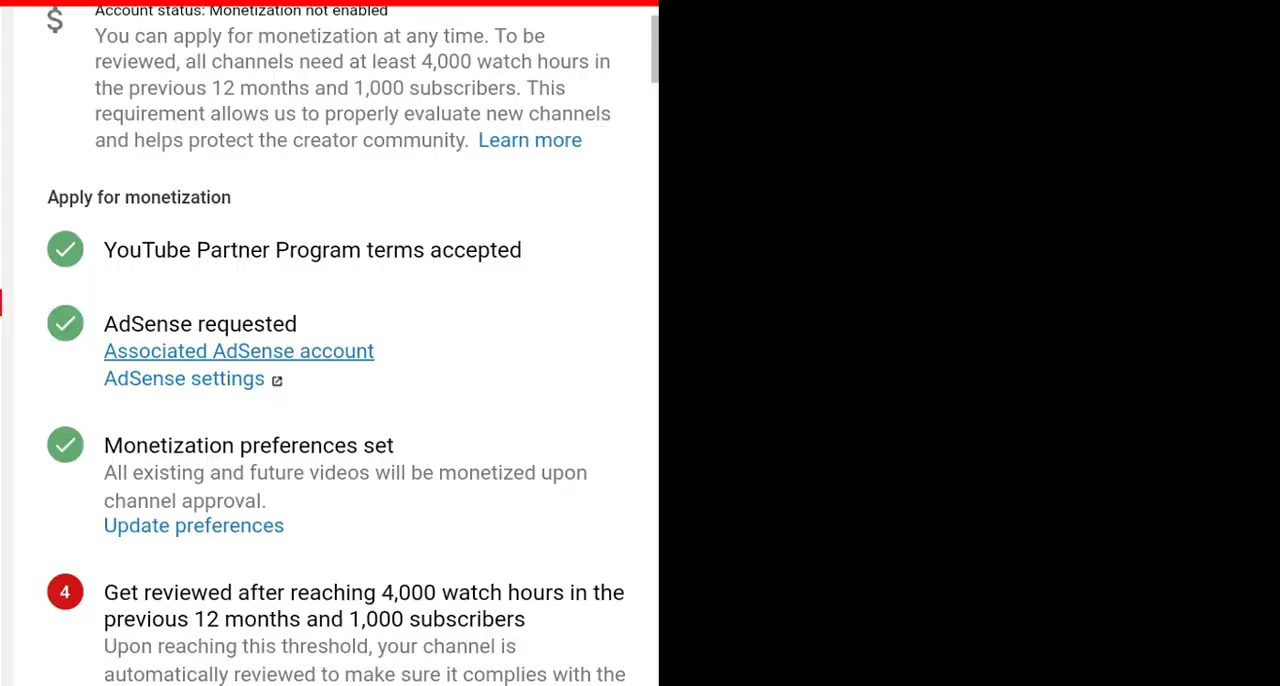 Account status: Monetization not enabled
You can apply for monetization at any time. To be
reviewed, all channels need at least 4,000 watch hours in
the previous 12 months and 1,000 subscribers. This
requirement allows us to properly evaluate new channels
and helps protect the creator community. Learn more
Apply for monetization
YouTube Partner Program terms accepted
AdSense requested
Associated AdSense account
AdSense settings
Monetization preferences set
All existing and future videos will be monetized upon
channel approval.
Update preferences
4 Get reviewed after reaching 4,000 watch hours in the
previous 12 months and 1,000 subscribers
Upon reaching this threshold, your channel is
automatically reviewed to make sure it complies with the